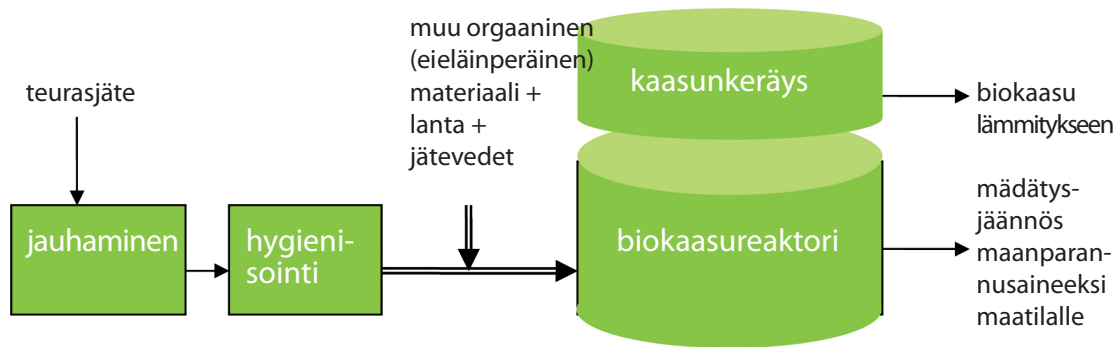 teurasjäte
jauhaminen
hygieni-
sointi
muu orgaaninen
(eieläinperäinen)
materiaali +
lanta +
jätevedet
kaasunkeräys
biokaasureaktori
biokaasu
lämmitykseen
mädätys-
jäännös
maanparan-
nusaineeksi
maatilalle